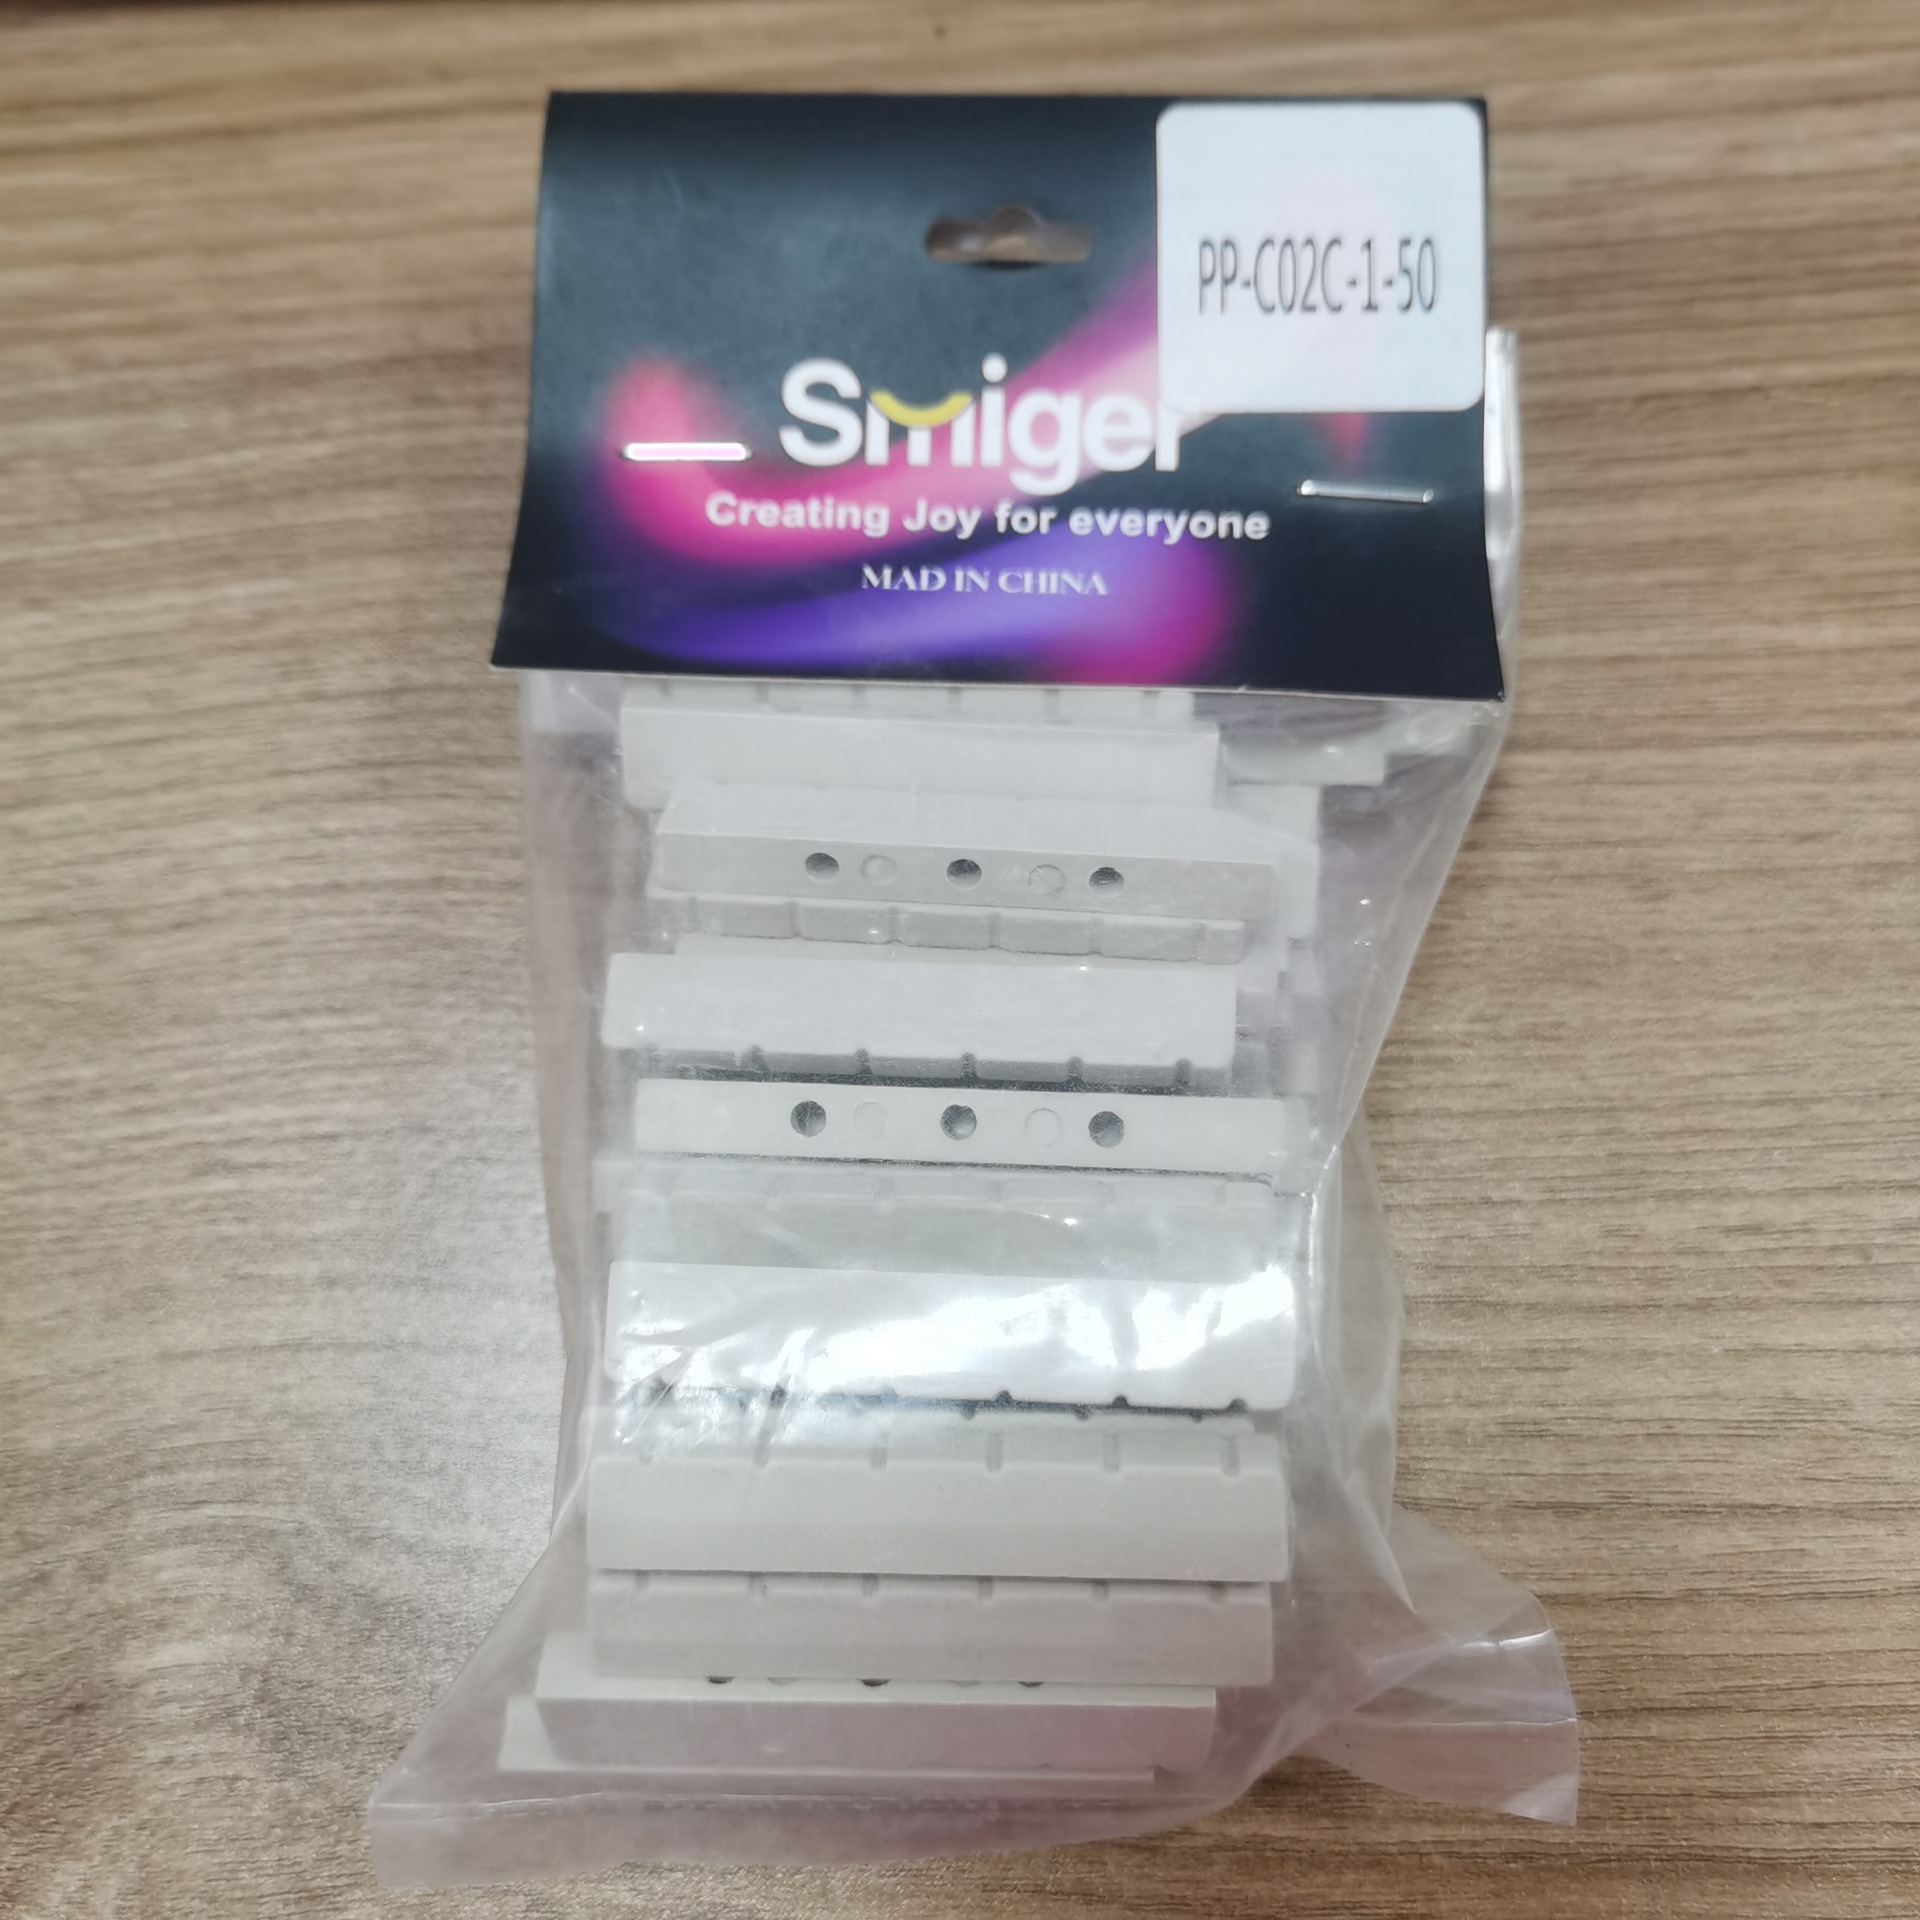 PP-C02C-1-50
Smiger
Creating Joy for everyone
MAD IN CHINA